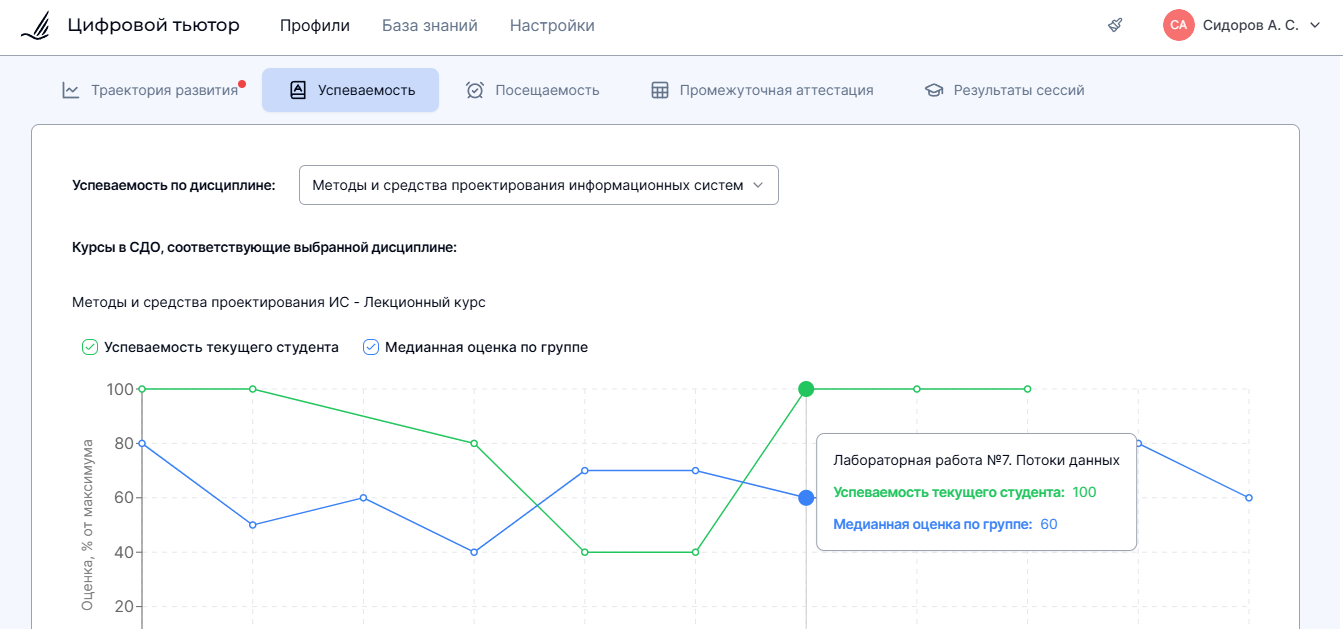 Цифровой тьютор Профили База знаний Настройки СА Сидоров А. С.
Траектория развития Успеваемость Посещаемость Промежуточная аттестация Результаты сессий
Успеваемость по дисциплине: Методы и средства проектирования информационных систем
Курсы в СДО, соответствующие выбранной дисциплине:
Методы и средства проектирования ИС - Лекционный курс
Успеваемость текущего студента Медианная оценка по группе
Оценка, % от максимума
100
80
60
40
20
Лабораторная работа №7. Потоки данных
Успеваемость текущего студента: 100
Медианная оценка по группе: 60